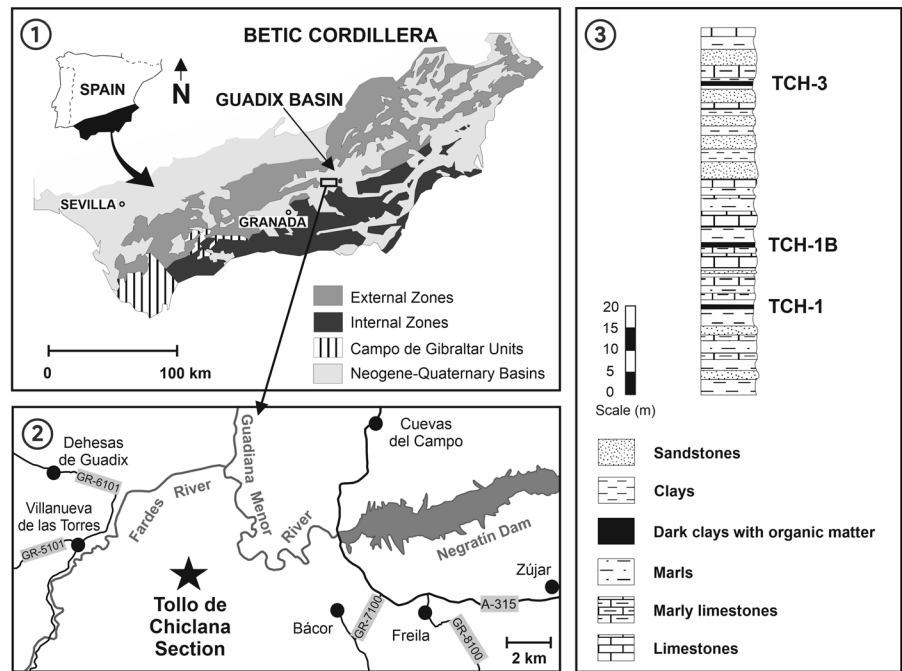 1
BETIC CORDILLERA
SPAIN
N
GUADIX BASIN
SEVILLA
GRANADA
External Zones
Internal Zones
Campo de Gibraltar Units
Neogene-Quaternary Basins
0
100 km
2
Dehesas
de Guadix
GR-6101
Villanueva
de las Torres
GR-5101
Fardes River
Guadiana Menor River
Cuevas
del Campo
Negratín Dam
Tollo de
Chiclana
Section
Bácor
GR-7100
Freila
GR-8100
A-315
Zújar
2 km
3
TCH-3
TCH-1B
TCH-1
20
15
10
5
0
Scale (m)
Sandstones
Clays
Dark clays with organic matter
Marls
Marly limestones
Limestones